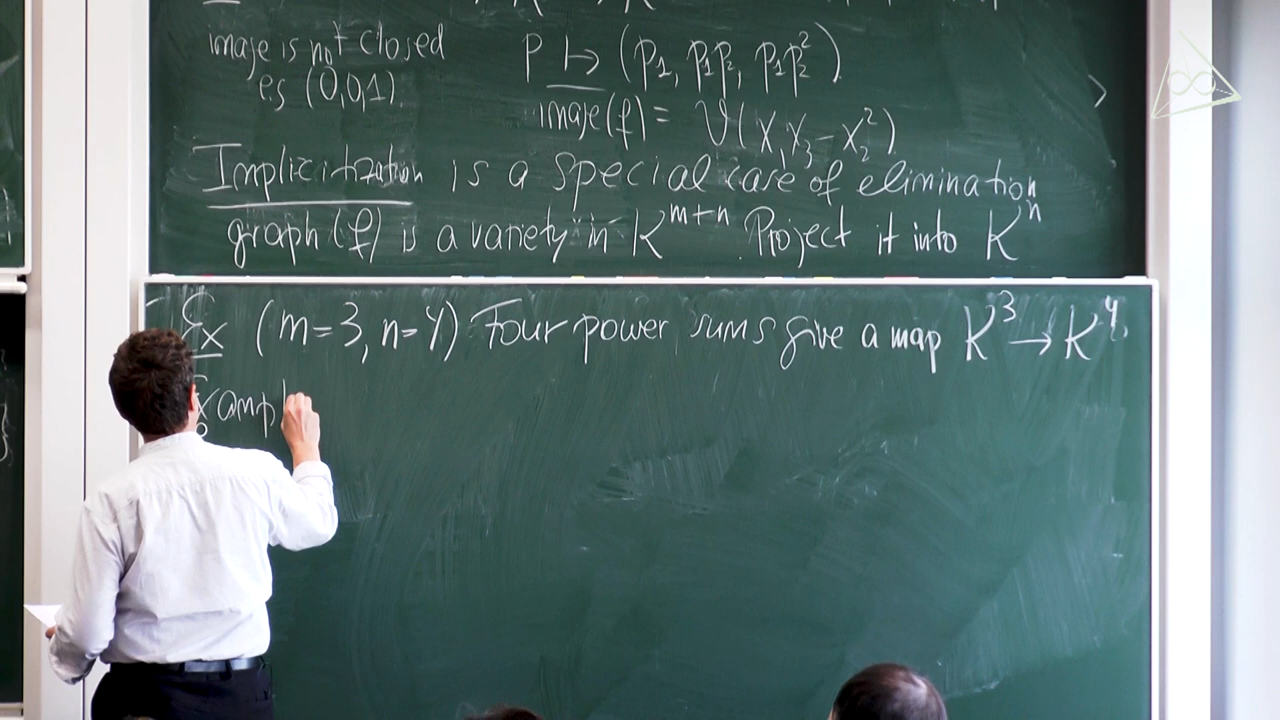 image is not closed
eg (0,0,1)
p ↦ (p₁, p₁p₂, p₁p₂²)
image(f) = V(x₁x₃ − x₂²)
Implicitization is a special case of elimination
graph(f) is a variety in K^{m+n}. Project it into K^n
Ex (m=3, n=4) Four power sums give a map K³ → K⁴
Exampl